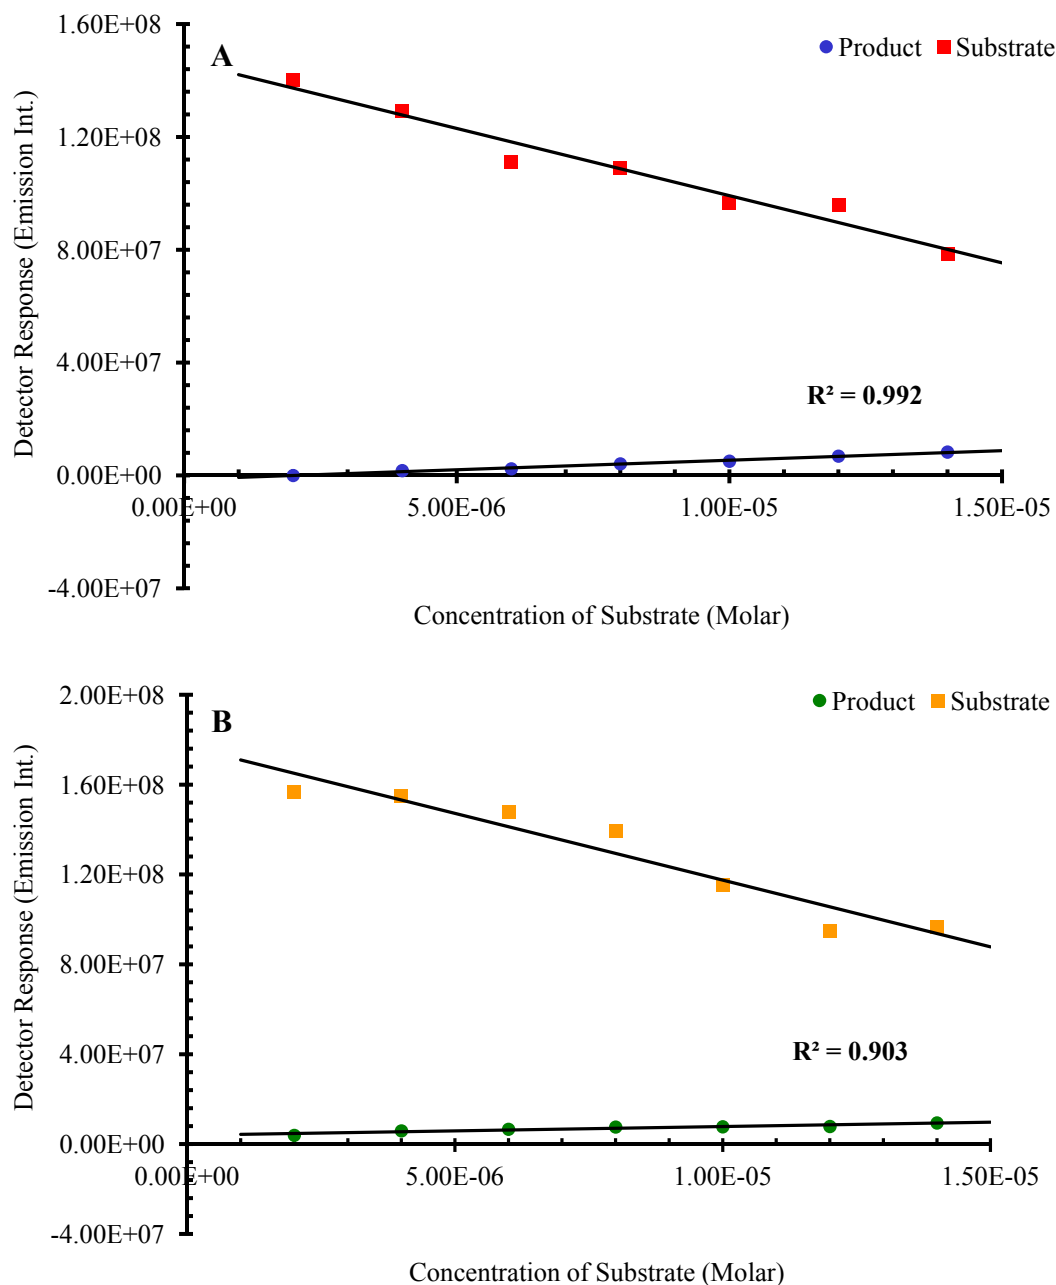 1.60E+08
A
Product Substrate
1.20E+08
8.00E+07
4.00E+07
R² = 0.992
0.00E+00
0.00E+00 5.00E-06 1.00E-05 1.50E-05
-4.00E+07
Detector Response (Emission Int.)
Concentration of Substrate (Molar)
2.00E+08
B
Product Substrate
1.60E+08
1.20E+08
8.00E+07
4.00E+07
R² = 0.903
0.00E+00
0.00E+00 5.00E-06 1.00E-05 1.50E-05
-4.00E+07
Detector Response (Emission Int.)
Concentration of Substrate (Molar)